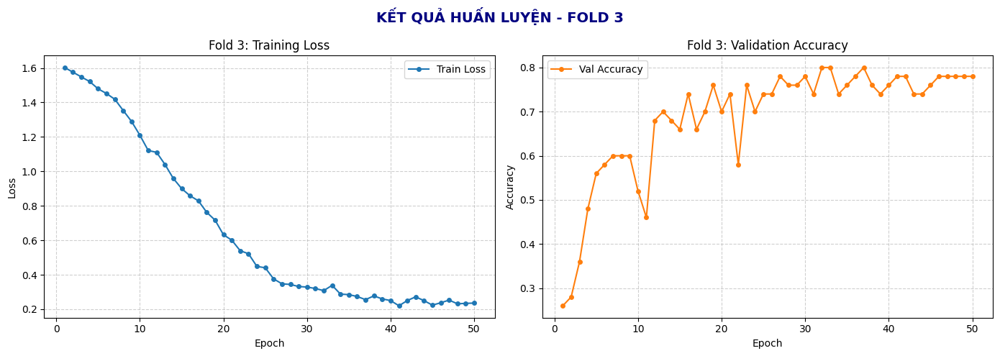 KẾT QUẢ HUẤN LUYỆN - FOLD 3
Fold 3: Training Loss
Train Loss
Loss
1.6
1.4
1.2
1.0
0.8
0.6
0.4
0.2
0 10 20 30 40 50
Epoch
Fold 3: Validation Accuracy
Val Accuracy
Accuracy
0.8
0.7
0.6
0.5
0.4
0.3
0 10 20 30 40 50
Epoch